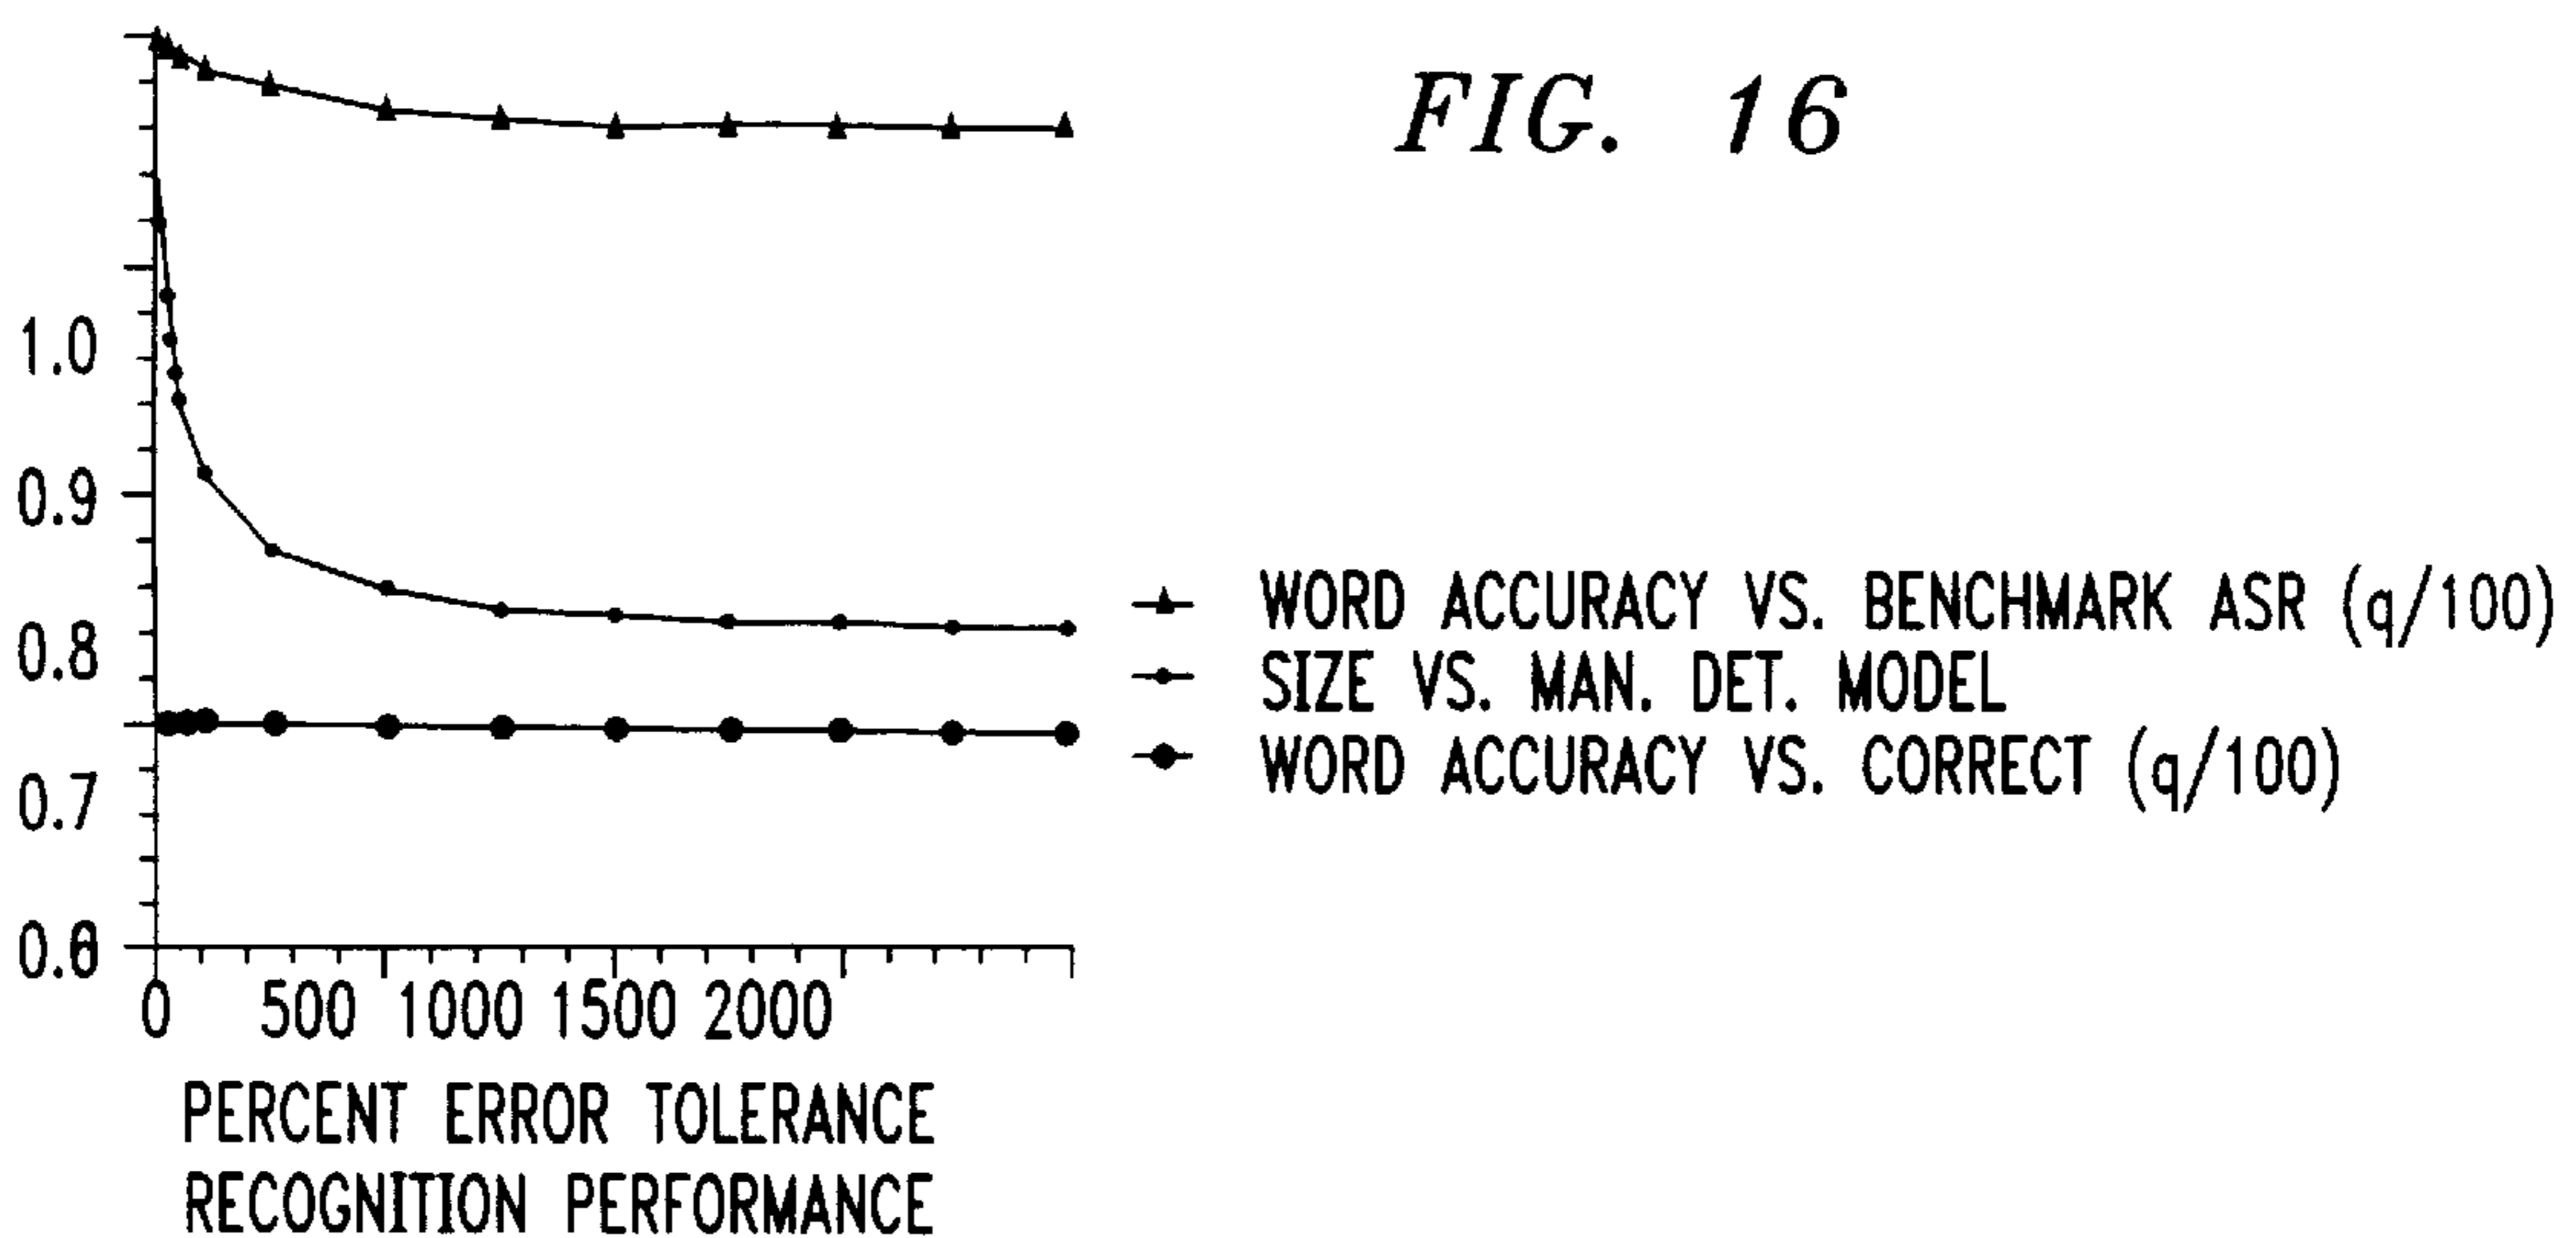 FIG. 16
1.0
0.9
0.8
0.7
0.6
0 500 1000 1500 2000
WORD ACCURACY VS. BENCHMARK ASR (q/100)
SIZE VS. MAN. DET. MODEL
WORD ACCURACY VS. CORRECT (q/100)
PERCENT ERROR TOLERANCE
RECOGNITION PERFORMANCE